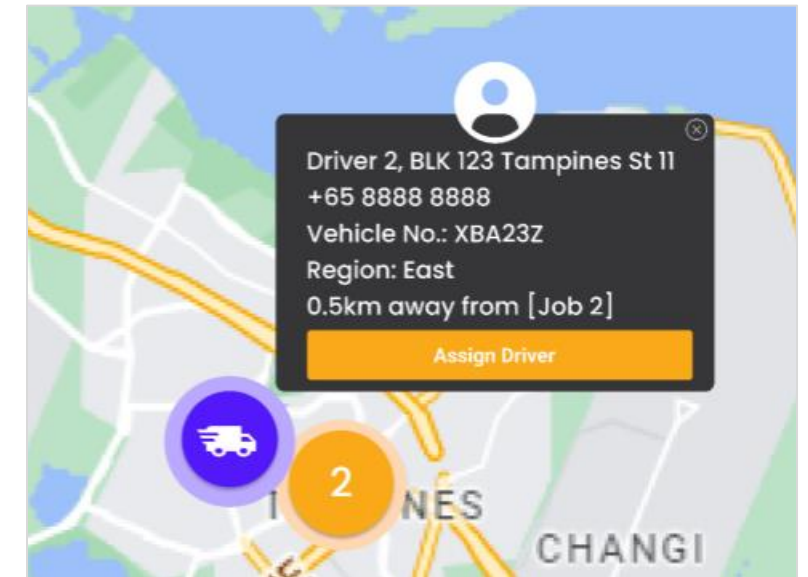 Driver 2, BLK 123 Tampines St 11
+65 8888 8888
Vehicle No.: XBA23Z
Region: East
0.5km away from [Job 2]
Assign Driver
2
NES
CHANGI